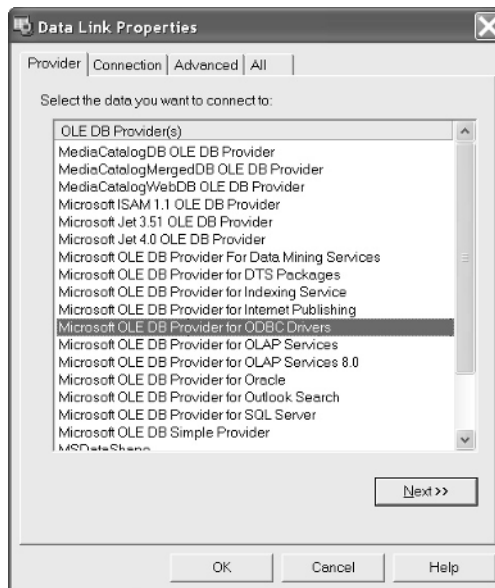 Data Link Properties
Provider Connection Advanced All
Select the data you want to connect to:
OLE DB Provider(s)
MediaCatalogDB OLE DB Provider
MediaCatalogMergedDB OLE DB Provider
MediaCatalogWebDB OLE DB Provider
Microsoft ISAM 1.1 OLE DB Provider
Microsoft Jet 3.51 OLE DB Provider
Microsoft Jet 4.0 OLE DB Provider
Microsoft OLE DB Provider For Data Mining Services
Microsoft OLE DB Provider for DTS Packages
Microsoft OLE DB Provider for Indexing Service
Microsoft OLE DB Provider for Internet Publishing
Microsoft OLE DB Provider for ODBC Drivers
Microsoft OLE DB Provider for OLAP Services
Microsoft OLE DB Provider for OLAP Services 8.0
Microsoft OLE DB Provider for Oracle
Microsoft OLE DB Provider for Outlook Search
Microsoft OLE DB Provider for SQL Server
Microsoft OLE DB Simple Provider
MSDataShape
Next >>
OK Cancel Help